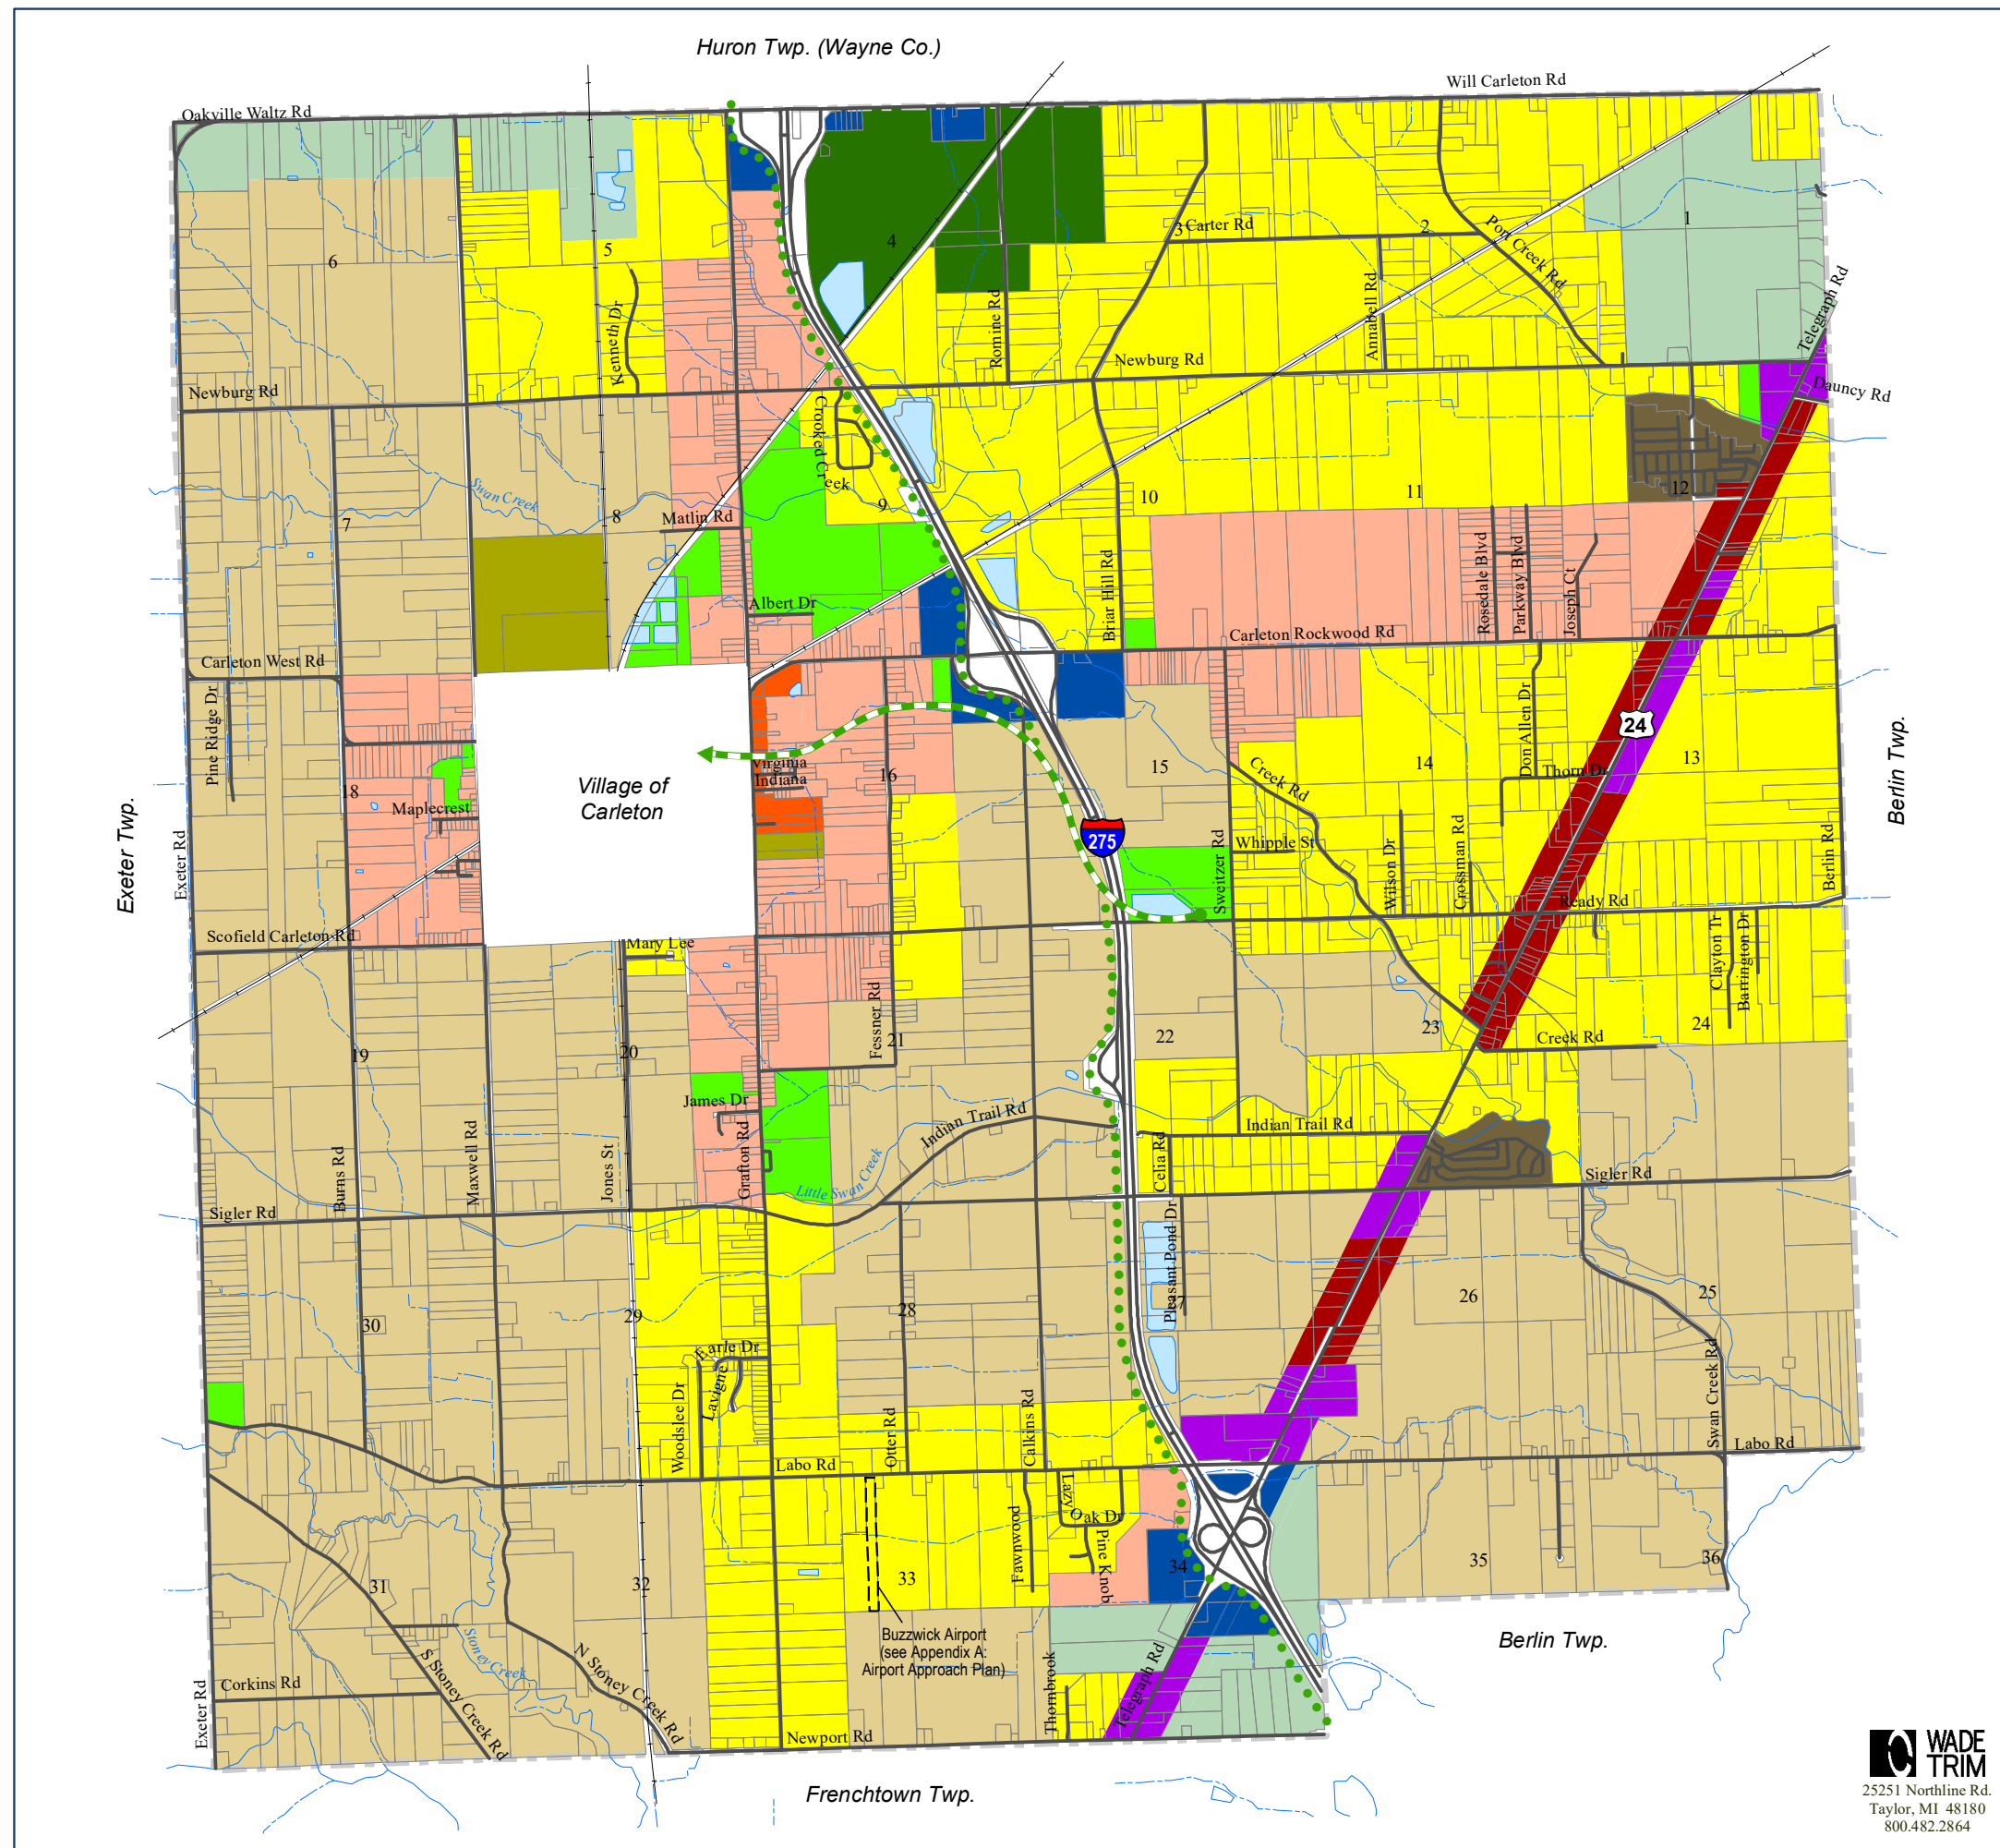 Huron Twp. (Wayne Co.)
Will Carleton Rd
Oakville Waltz Rd
1
2
3
Carter Rd
Port Creek Rd
4
5
6
Telegraph Rd
Kenneth Dr
Romine Rd
Annabell Rd
Newburg Rd
Newburg Rd
Dauncy Rd
Crooked Creek
Swan Creek
7
8
Matlin Rd
9
10
11
12
Albert Dr
Briar Hill Rd
Rosedale Blvd
Parkway Blvd
Joseph Ct
Carleton Rockwood Rd
Carleton West Rd
Pine Ridge Dr
Don Allen Dr
24
Village of
Carleton
Virginia
Indiana
16
15
Creek Rd
14
Thorn Dr
13
Berlin Twp.
18
Maplecrest
Exeter Twp.
Exeter Rd
275
Sweitzer Rd
Whipple St
Wilson Dr
Grossman Rd
Berlin Rd
Ready Rd
Scofield Carleton Rd
Mary Lee
Clayton Tr
Barrington Dr
Fessner Rd
19
20
21
22
23
24
Creek Rd
James Dr
Indian Trail Rd
Indian Trail Rd
Burns Rd
Maxwell Rd
Jones St
Grafton Rd
Little Swan Creek
Celia Rd
Sigler Rd
Sigler Rd
Pleasant Pond Dr
30
29
28
27
26
25
Earle Dr
Lavigne
Woodslee Dr
Otter Rd
Calkins Rd
Swan Creek Rd
Labo Rd
Labo Rd
Lazy Oak Dr
Fawnwood
Pine Knob
31
32
33
34
35
36
Buzzwick Airport
(see Appendix A:
Airport Approach Plan)
Berlin Twp.
Stoney Creek
S Stoney Creek Rd
N Stoney Creek Rd
Corkins Rd
Exeter Rd
Thornbrook
Telegraph Rd
Newport Rd
Frenchtown Twp.
WADE
TRIM
25251 Northline Rd.
Taylor, MI 48180
800.482.2864